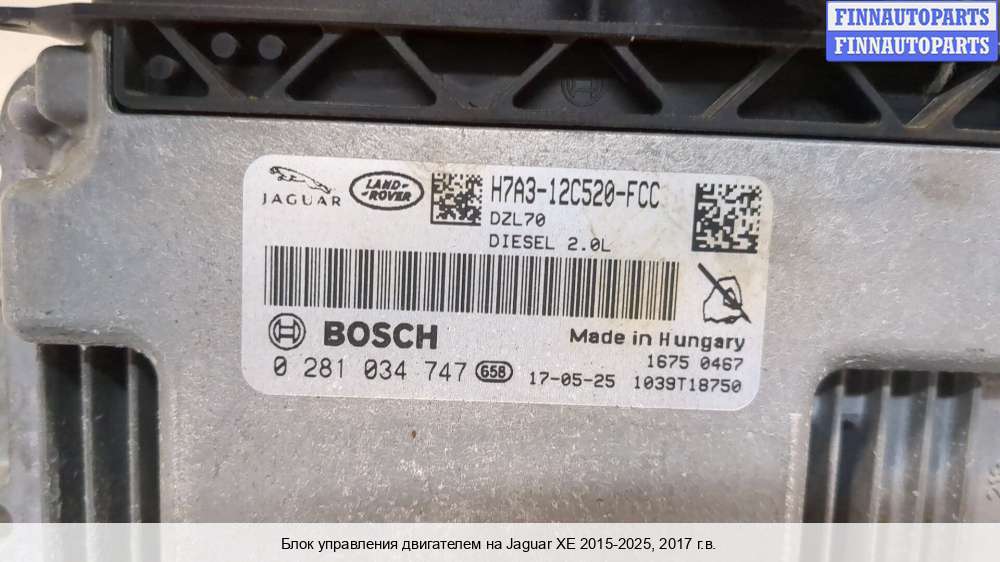 FINNAUTOPARTS
FINNAUTOPARTS
JAGUAR
LAND-
-ROVER
H7A3-12C520-FCC
DZL70
DIESEL 2.0L
BOSCH
Made in Hungary
1675 0467
0 281 034 747 G5B 17-05-25 1039T18750
Блок управления двигателем на Jaguar XE 2015-2025, 2017 г.в.